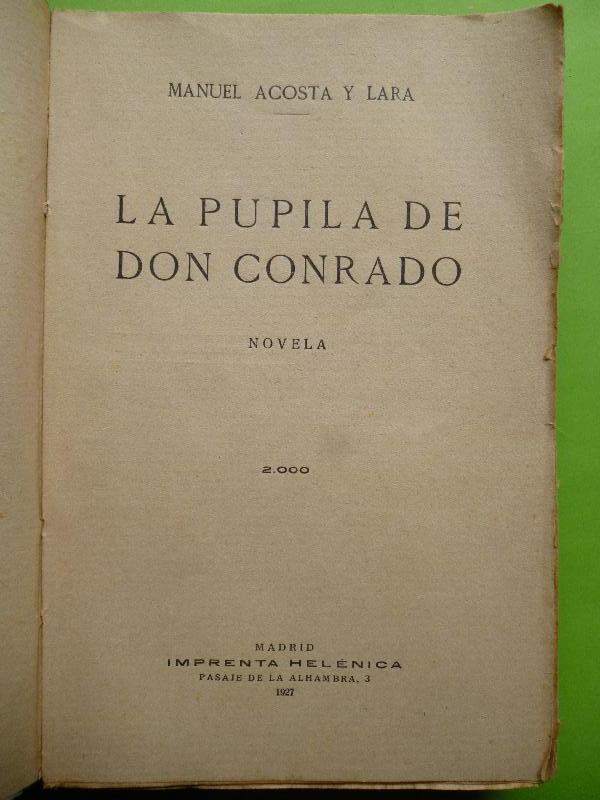 MANUEL ACOSTA Y LARA
LA PUPILA DE
DON CONRADO
NOVELA
2.000
MADRID
IMPRENTA HELÉNICA
PASAJE DE LA ALHAMBRA, 3
1927